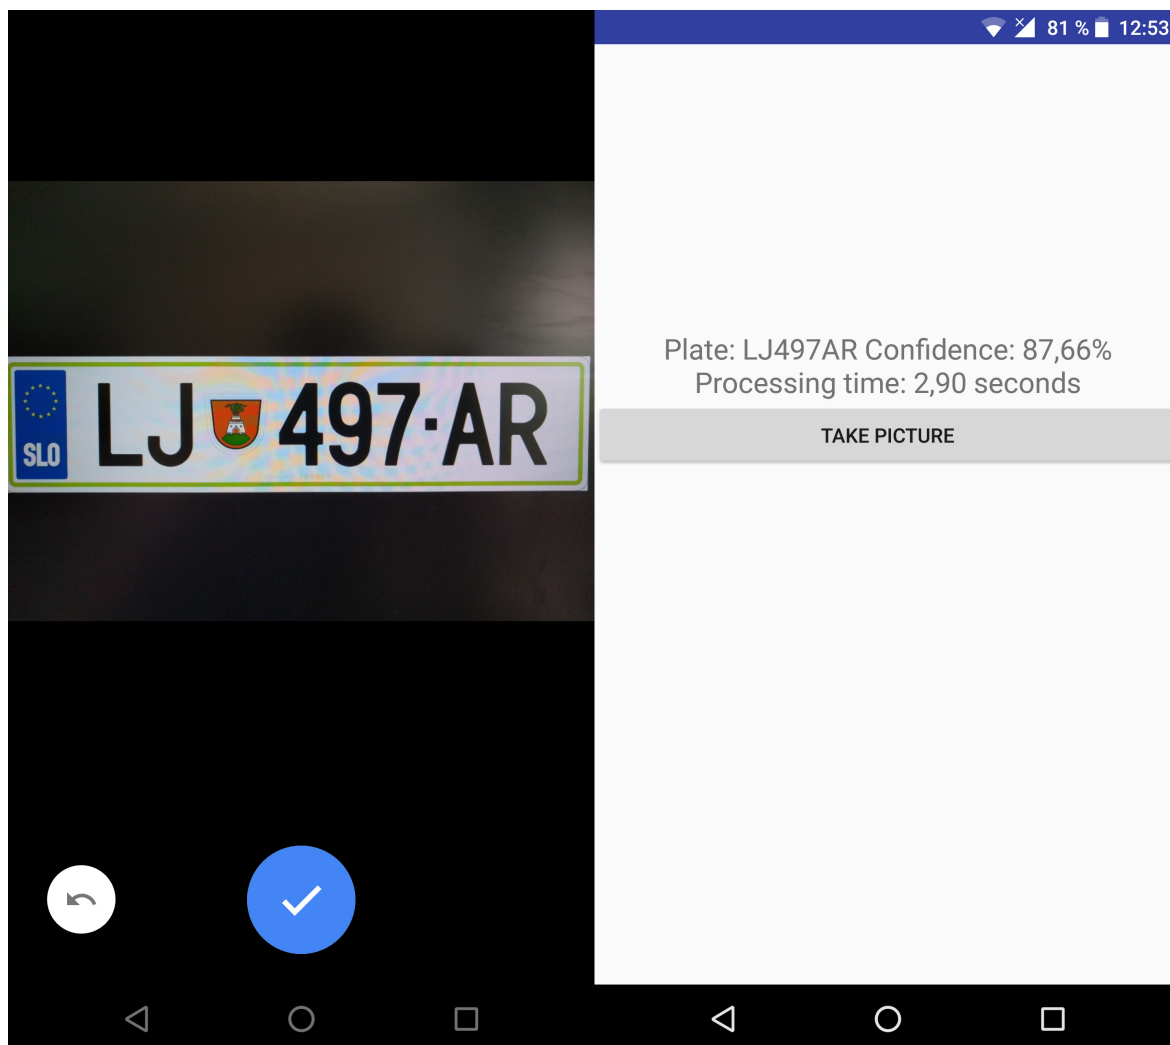 SLO
LJ 497·AR
81 % 12:53
Plate: LJ497AR Confidence: 87,66%
Processing time: 2,90 seconds
TAKE PICTURE